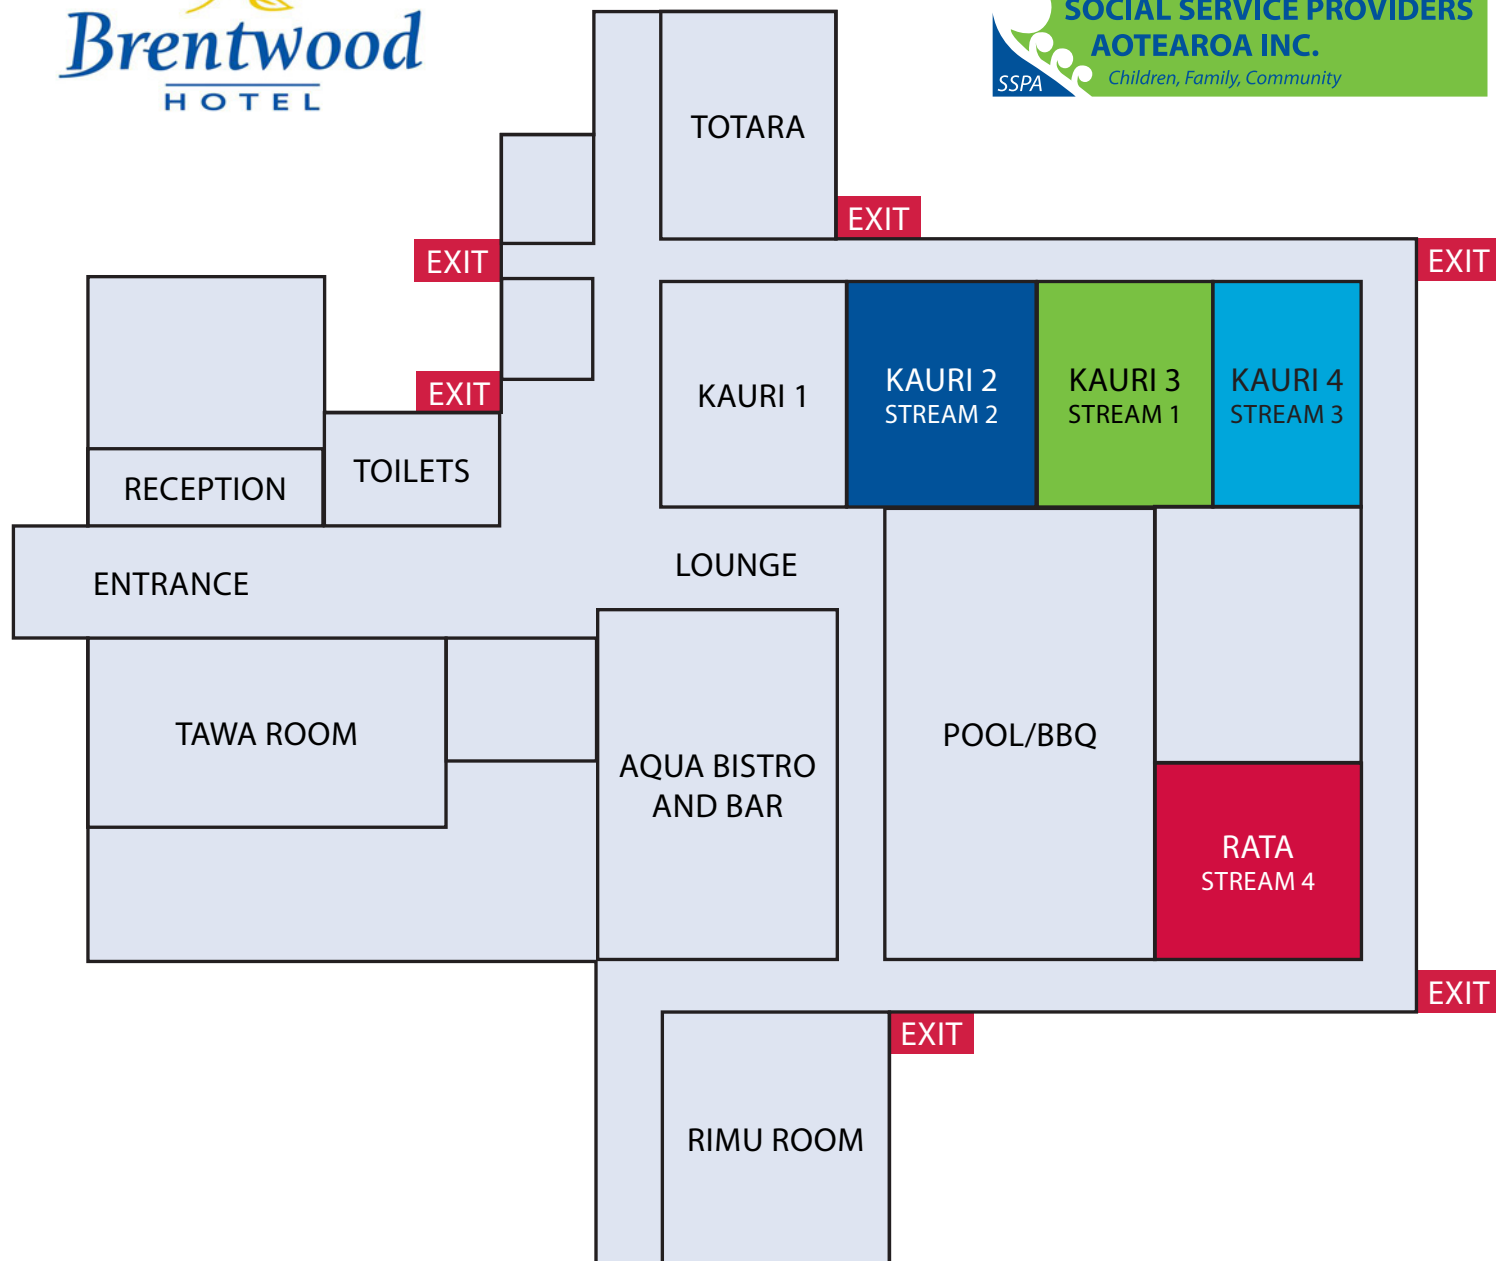 Brentwood
HOTEL
SOCIAL SERVICE PROVIDERS
AOTEAROA INC.
Children, Family, Community
SSPA
TOTARA
EXIT
EXIT
EXIT
EXIT
KAURI 1
KAURI 2
STREAM 2
KAURI 3
STREAM 1
KAURI 4
STREAM 3
TOILETS
RECEPTION
LOUNGE
ENTRANCE
TAWA ROOM
AQUA BISTRO
AND BAR
POOL/BBQ
RATA
STREAM 4
EXIT
EXIT
RIMU ROOM